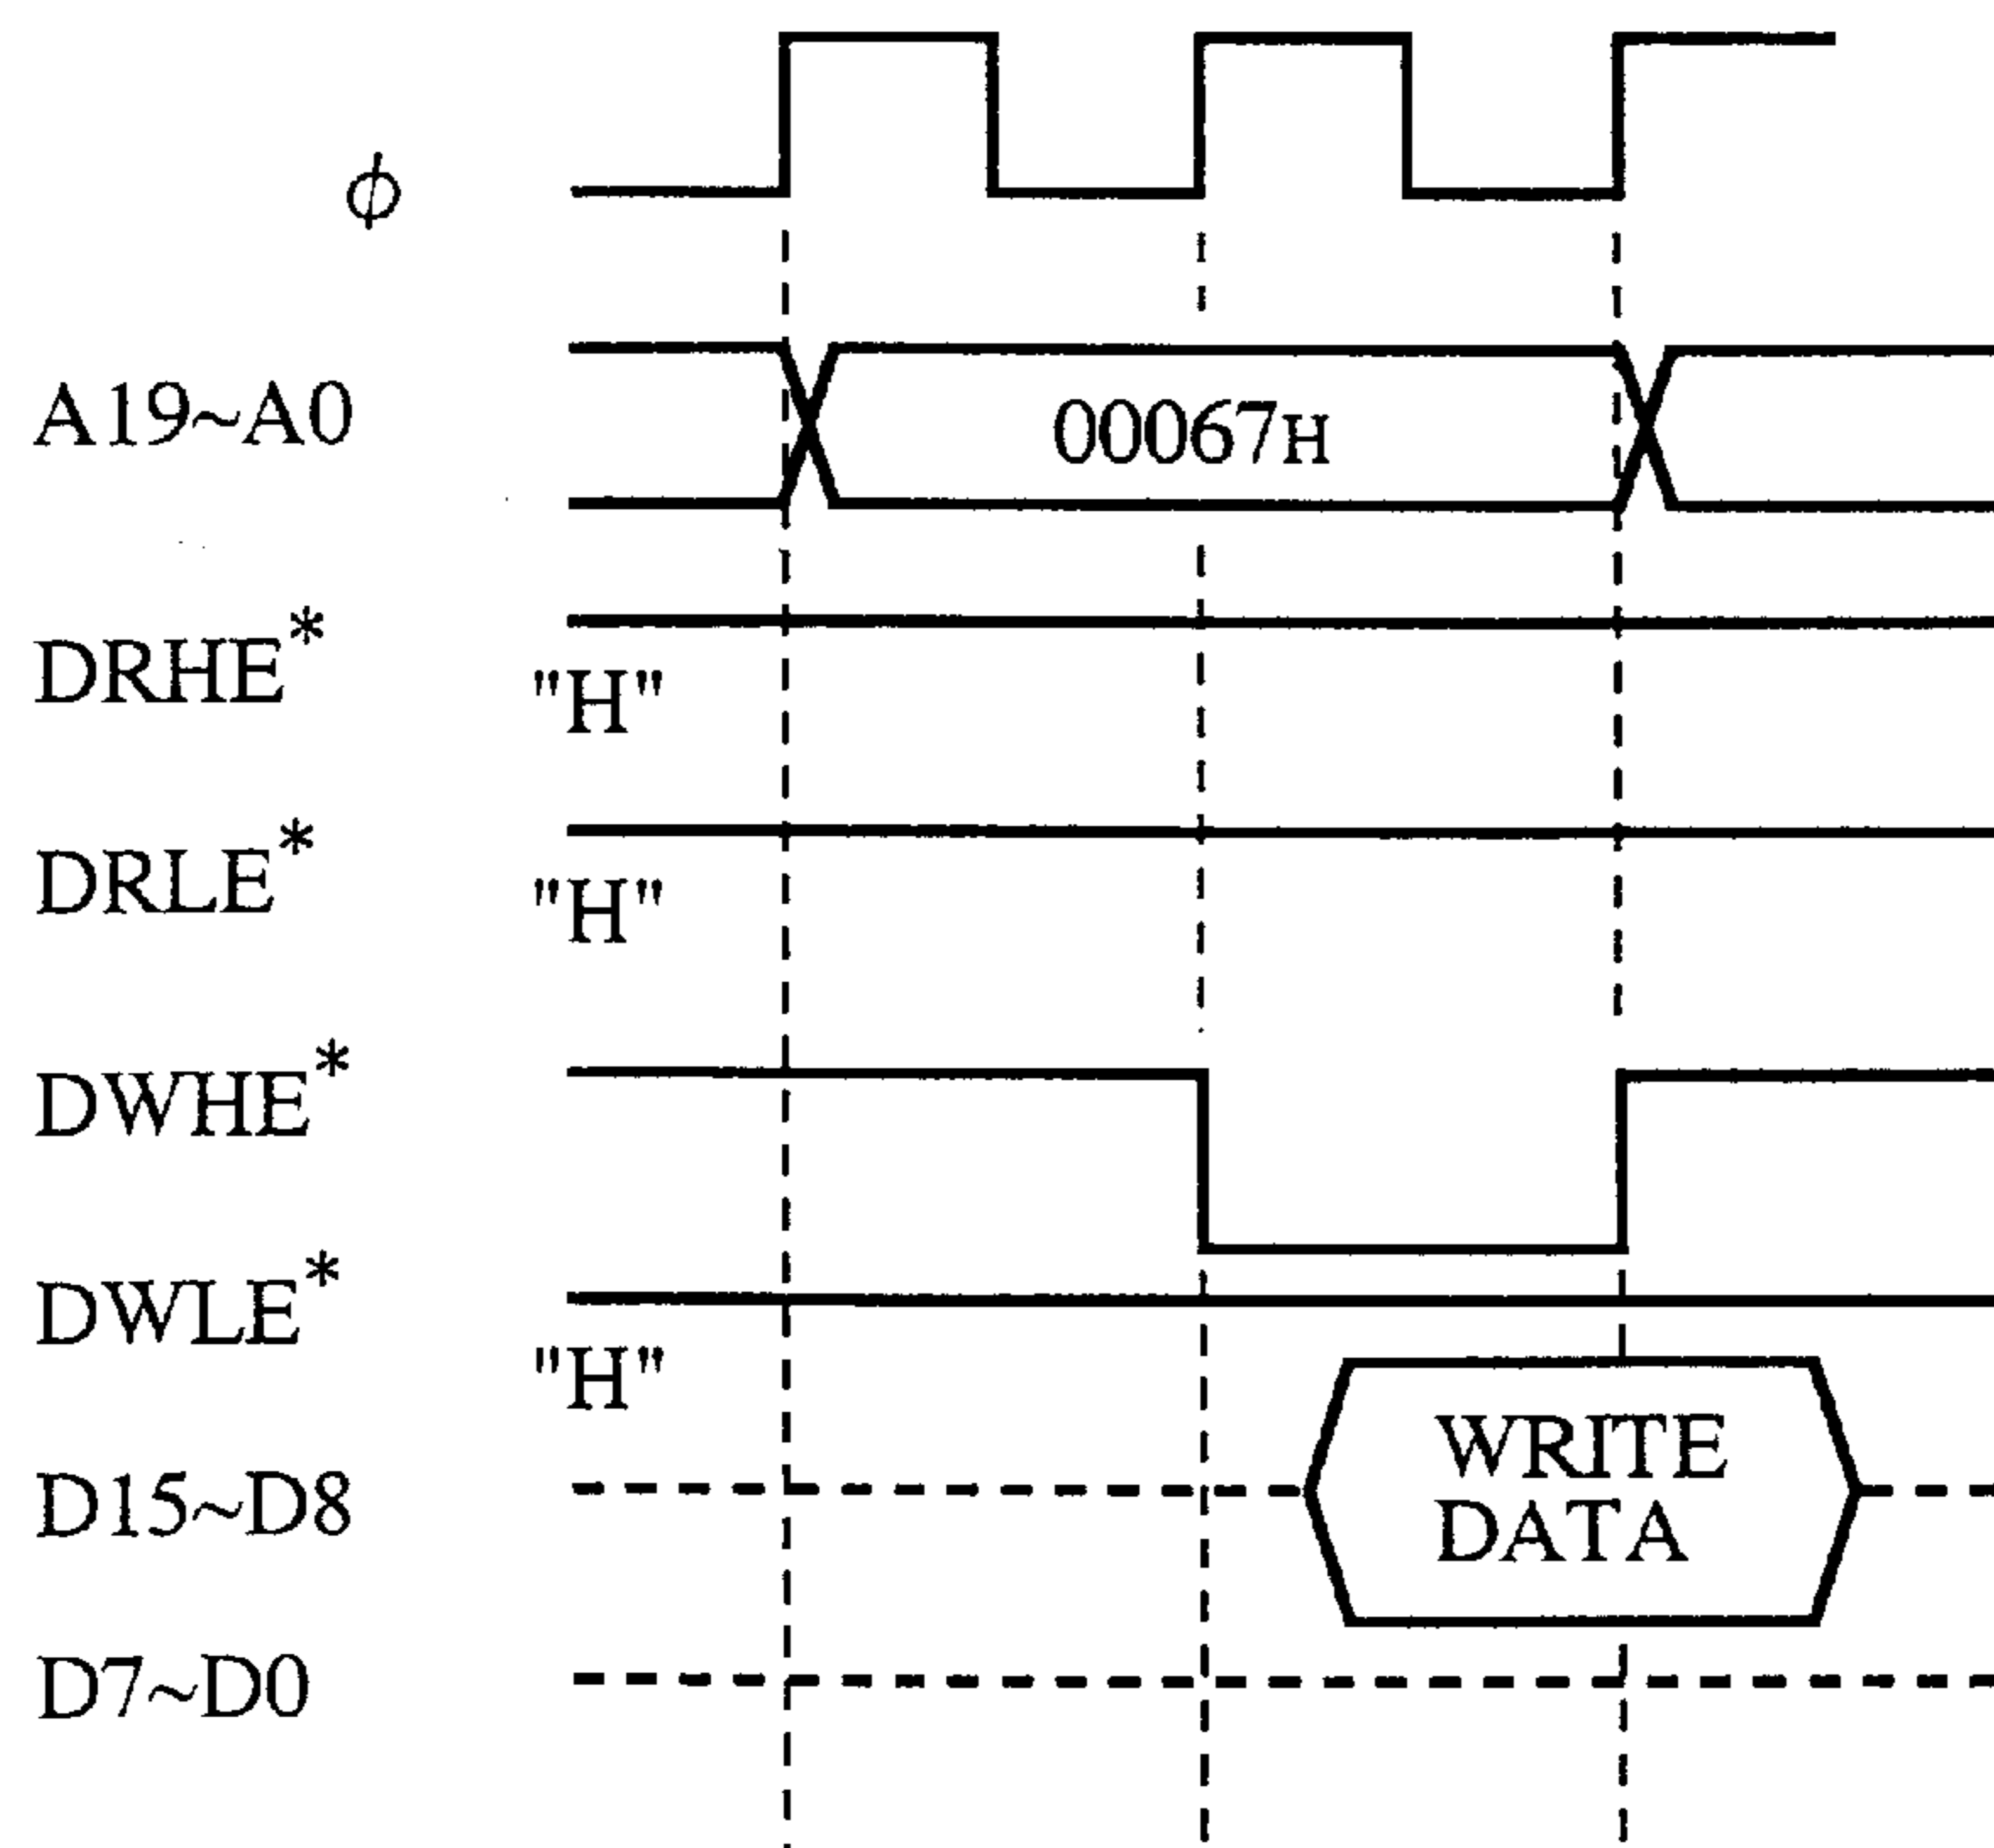 ϕ
A19~A0 00067H
DRHE* "H"
DRLE* "H"
DWHE*
DWLE* "H"
D15~D8 WRITE
DATA
D7~D0